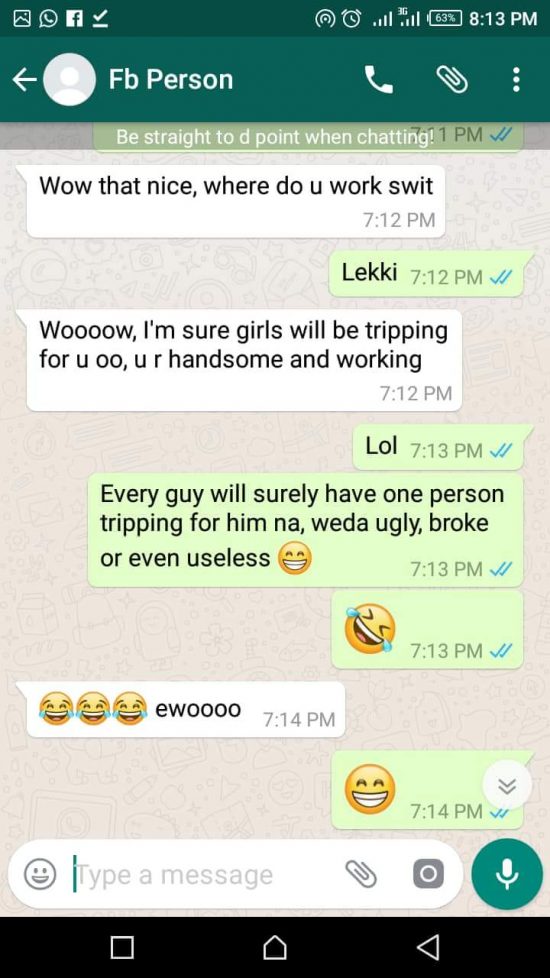 3G 63% 8:13 PM
Fb Person
Be straight to d point when chatting! 7:11 PM
Wow that nice, where do u work swit
7:12 PM
Lekki 7:12 PM
Woooow, I'm sure girls will be tripping
for u oo, u r handsome and working
7:12 PM
Lol 7:13 PM
Every guy will surely have one person
tripping for him na, weda ugly, broke
or even useless 😁
7:13 PM
🤣 7:13 PM
😂😂😂 ewoooo 7:14 PM
😁 7:14 PM
Type a message